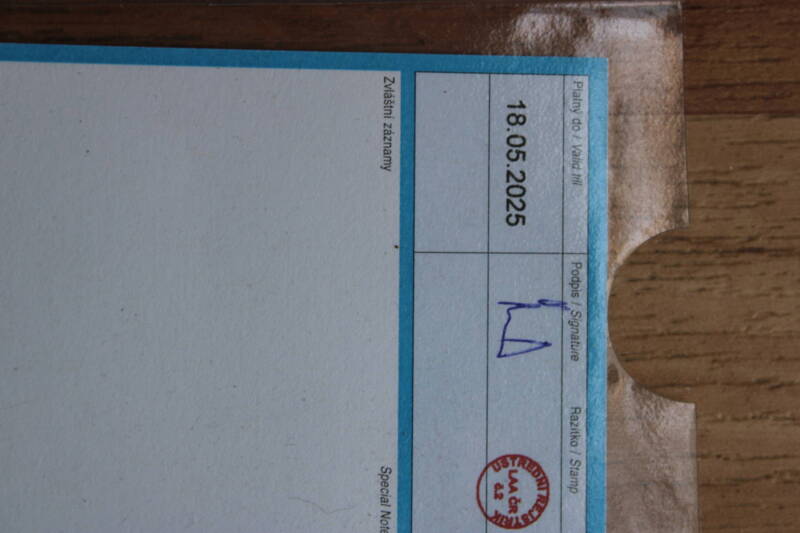 Platný do / Valid till
Podpis / Signature
Razítko / Stamp
18.05.2025
ÚSTŘEDNÍ REJSTŘÍK
LAA ČR
č.2
Zvláštní záznamy
Special Note